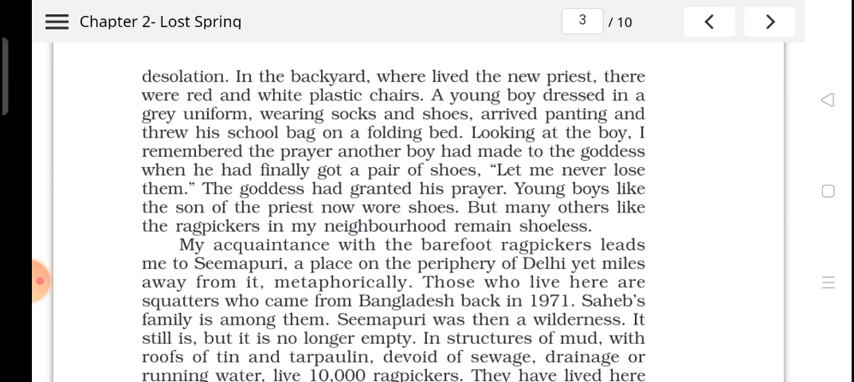 Chapter 2- Lost Spring
3 / 10
desolation. In the backyard, where lived the new priest, there
were red and white plastic chairs. A young boy dressed in a
grey uniform, wearing socks and shoes, arrived panting and
threw his school bag on a folding bed. Looking at the boy, I
remembered the prayer another boy had made to the goddess
when he had finally got a pair of shoes, “Let me never lose
them.” The goddess had granted his prayer. Young boys like
the son of the priest now wore shoes. But many others like
the ragpickers in my neighbourhood remain shoeless.
My acquaintance with the barefoot ragpickers leads
me to Seemapuri, a place on the periphery of Delhi yet miles
away from it, metaphorically. Those who live here are
squatters who came from Bangladesh back in 1971. Saheb’s
family is among them. Seemapuri was then a wilderness. It
still is, but it is no longer empty. In structures of mud, with
roofs of tin and tarpaulin, devoid of sewage, drainage or
running water, live 10,000 ragpickers. They have lived here